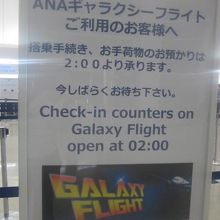 ANAギャラクシーフライト
ご利用のお客様へ
搭乗手続き、お手荷物のお預かりは
2:00より承ります。
今しばらくお待ち下さい。
Check-in counters on
Galaxy Flight
open at 02:00
GALAXY
FLIGHT